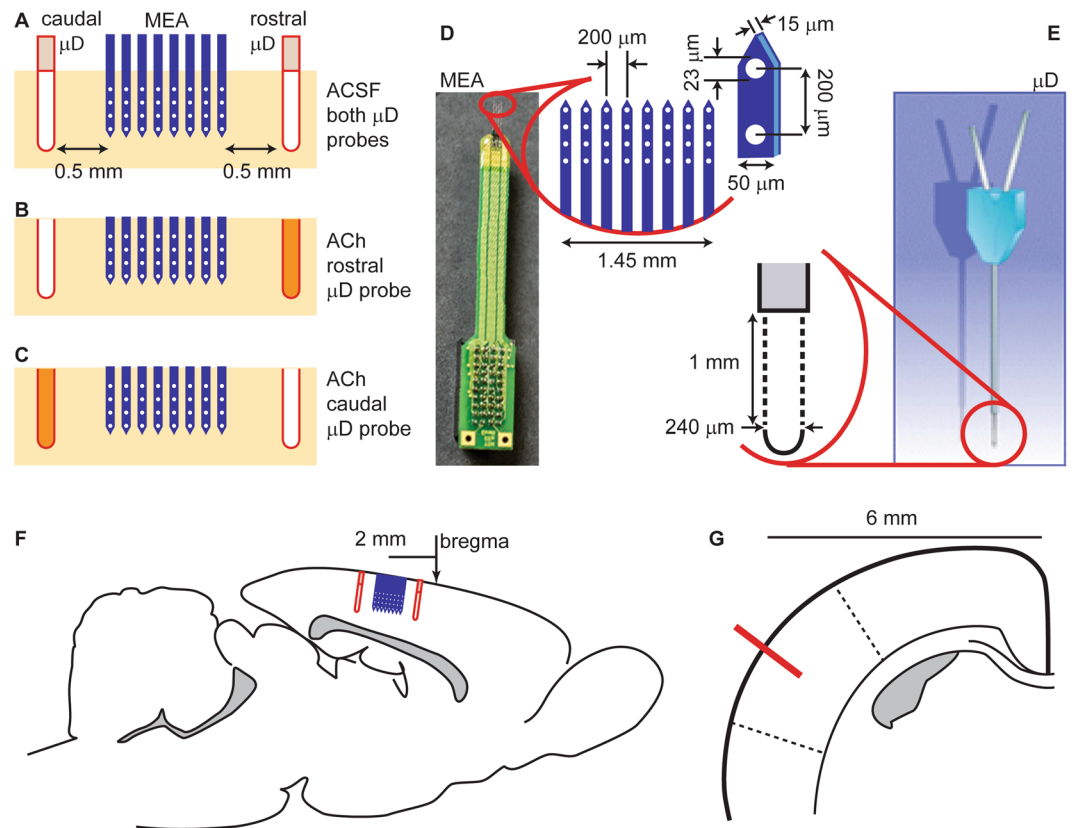 A
caudal
μD
MEA
rostral
μD
ACSF
both μD
probes
0.5 mm
0.5 mm
B
ACh
rostral
μD probe
C
ACh
caudal
μD probe
D
MEA
200 μm
1.45 mm
15 μm
23 μm
200 μm
50 μm
E
μD
1 mm
240 μm
F
2 mm
bregma
G
6 mm